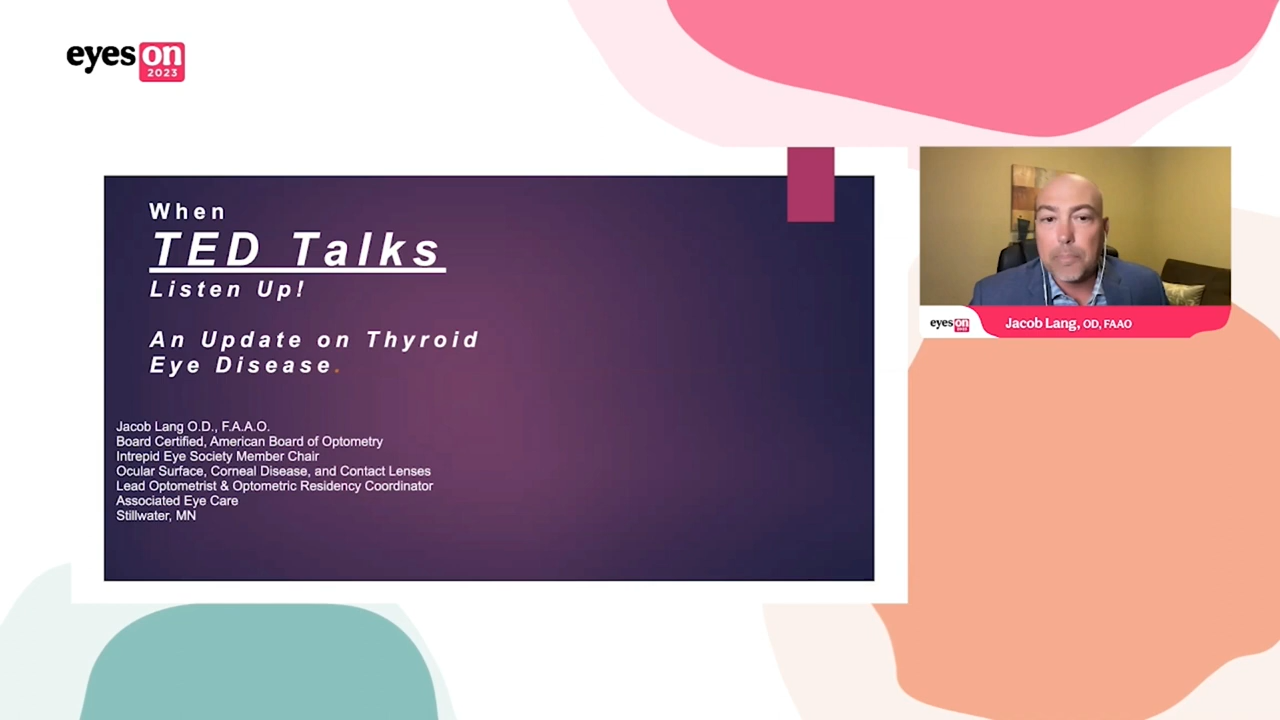 eyes on
2023
When
TED Talks
Listen Up!
An Update on Thyroid
Eye Disease.
Jacob Lang O.D., F.A.A.O.
Board Certified, American Board of Optometry
Intrepid Eye Society Member Chair
Ocular Surface, Corneal Disease, and Contact Lenses
Lead Optometrist & Optometric Residency Coordinator
Associated Eye Care
Stillwater, MN
eyes on
2023
Jacob Lang, OD, FAAO